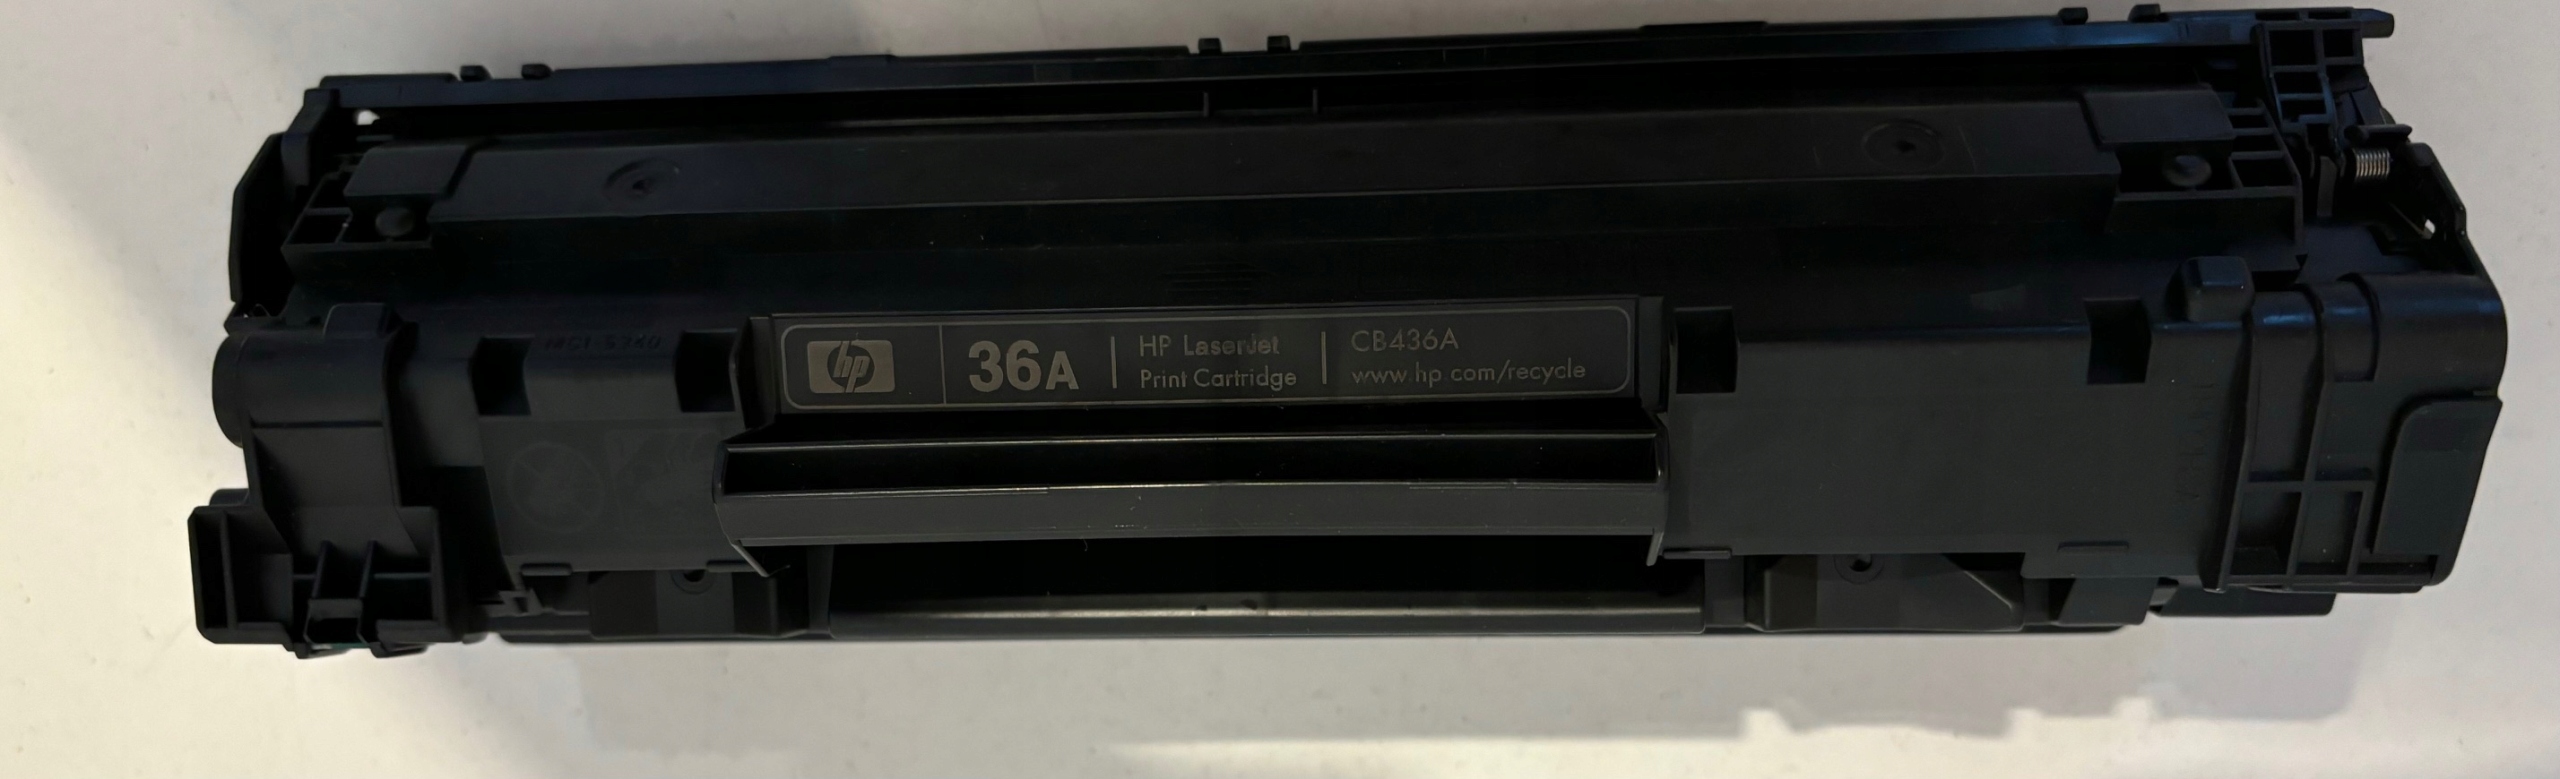 hp
36A
HP LaserJet
Print Cartridge
CB436A
www.hp.com/recycle